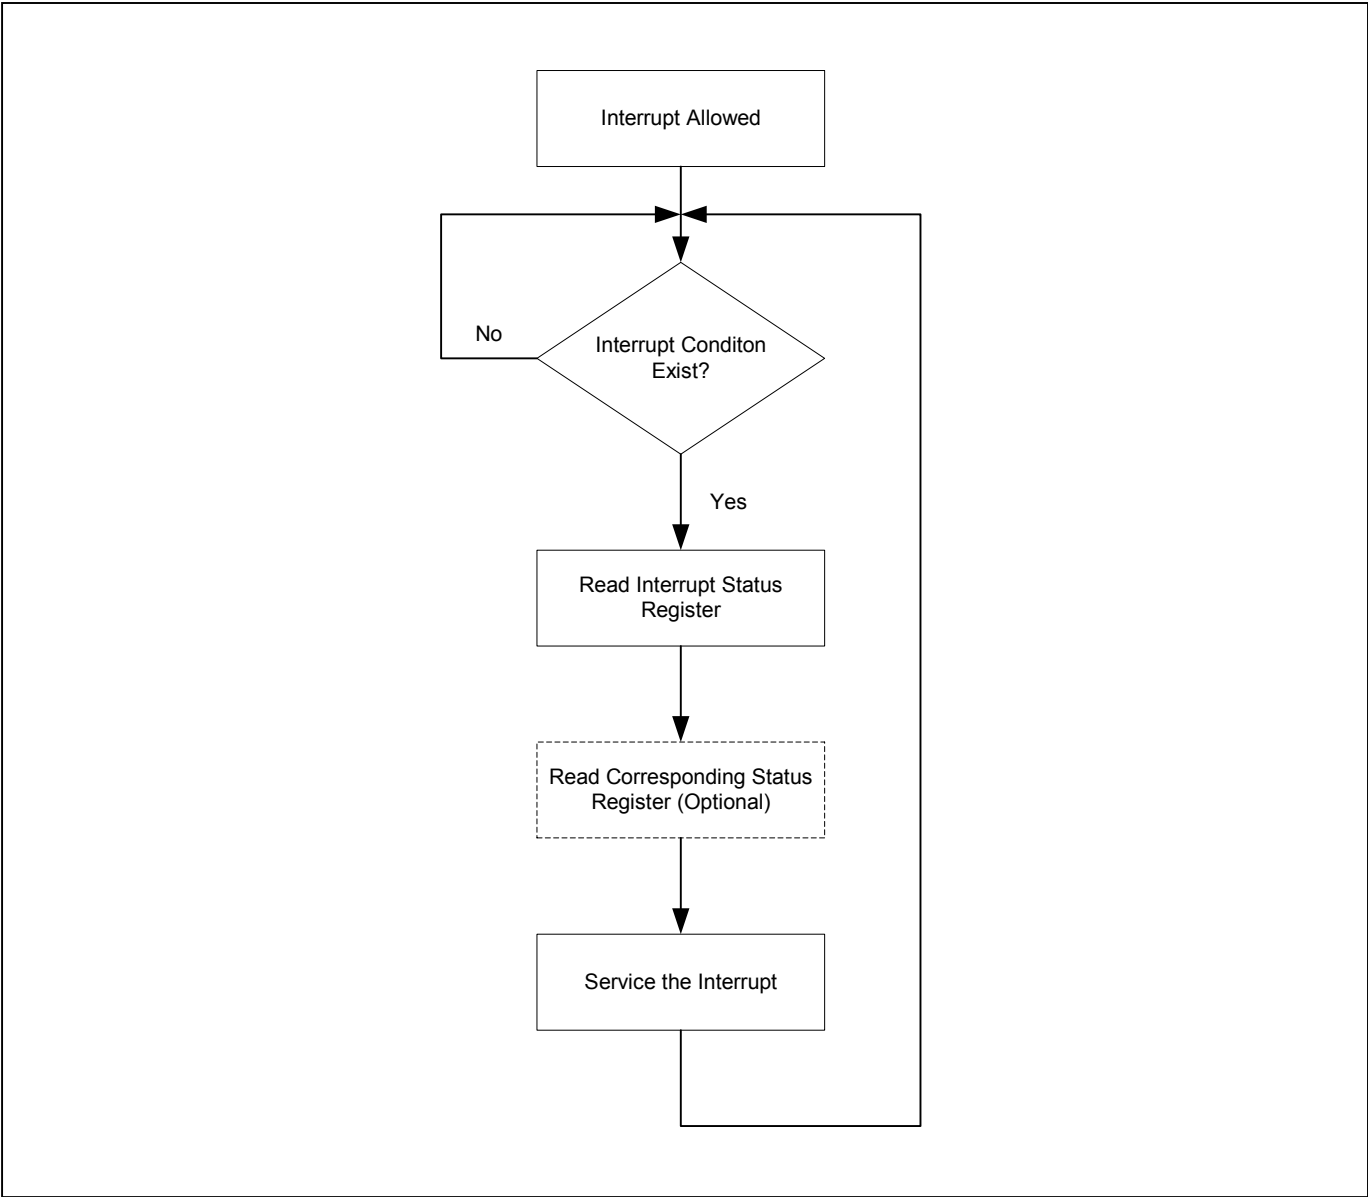 Interrupt Allowed
No
Interrupt Conditon
Exist?
Yes
Read Interrupt Status
Register
Read Corresponding Status
Register (Optional)
Service the Interrupt